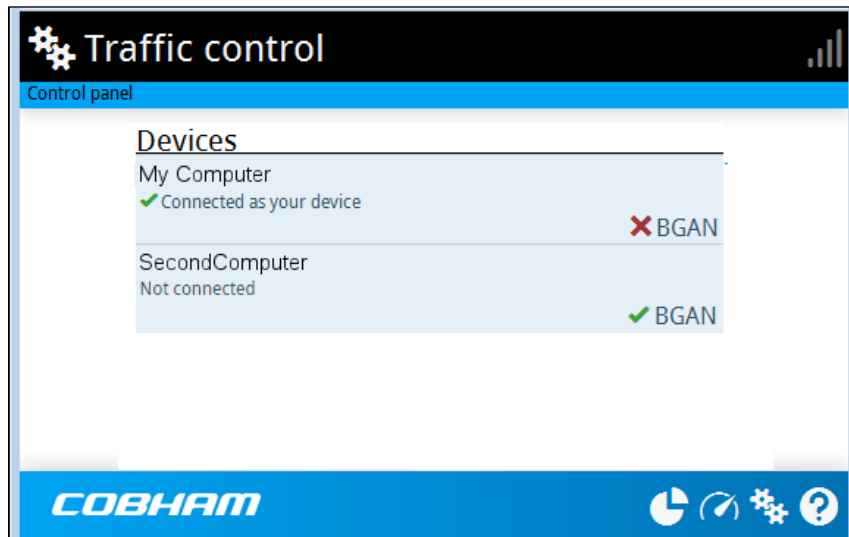 Traffic control
Control panel
Devices
My Computer
Connected as your device
BGAN
SecondComputer
Not connected
BGAN
COBHAM
?